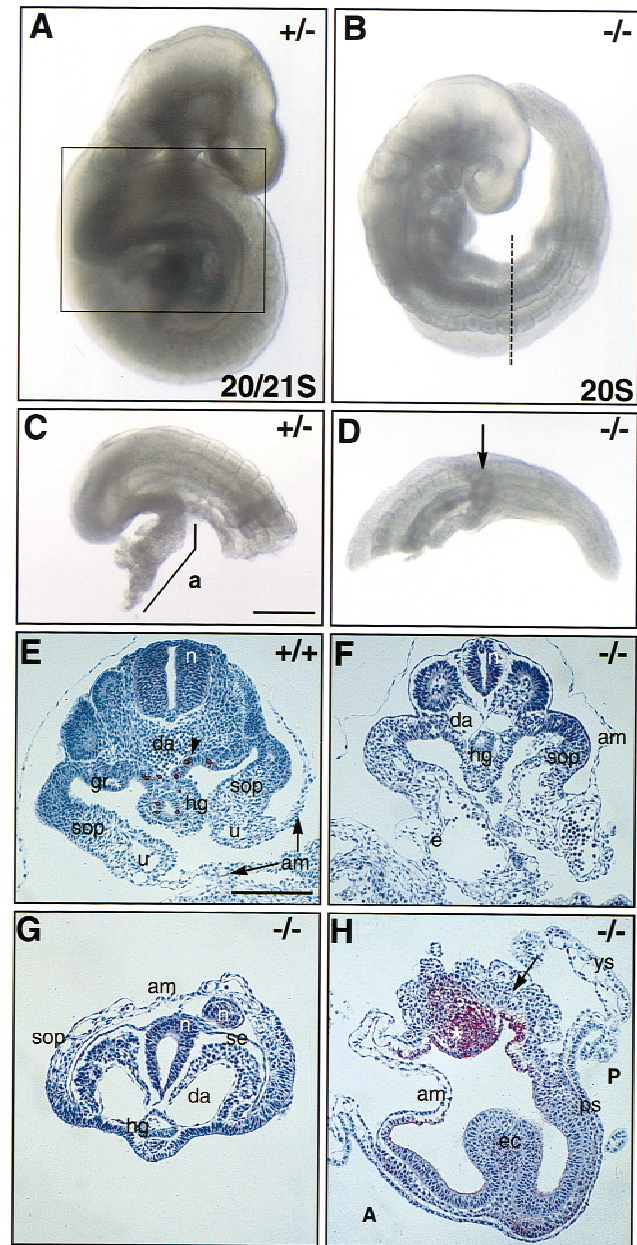 A +/-
B -/-
20/21S
20S
C +/-
D -/-
a
E +/+
n
da
gr
hg
sop
sop
u
u
am
F -/-
n
da
am
hg
sop
e
G -/-
am
n
sop
n
se
da
hg
H -/-
ys
P
am
ps
ec
A